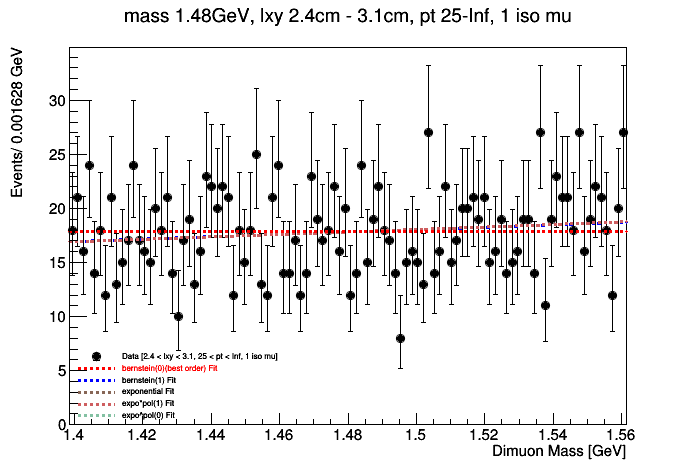 mass 1.48GeV, lxy 2.4cm - 3.1cm, pt 25-Inf, 1 iso mu
Events/ 0.001628 GeV
30
25
20
15
10
5
0
Data [2.4 < lxy < 3.1, 25 < pt < Inf, 1 iso mu]
bernstein(0)(best order) Fit
bernstein(1) Fit
exponential Fit
expo*pol(1) Fit
expo*pol(0) Fit
1.4 1.42 1.44 1.46 1.48 1.5 1.52 1.54 1.56
Dimuon Mass [GeV]